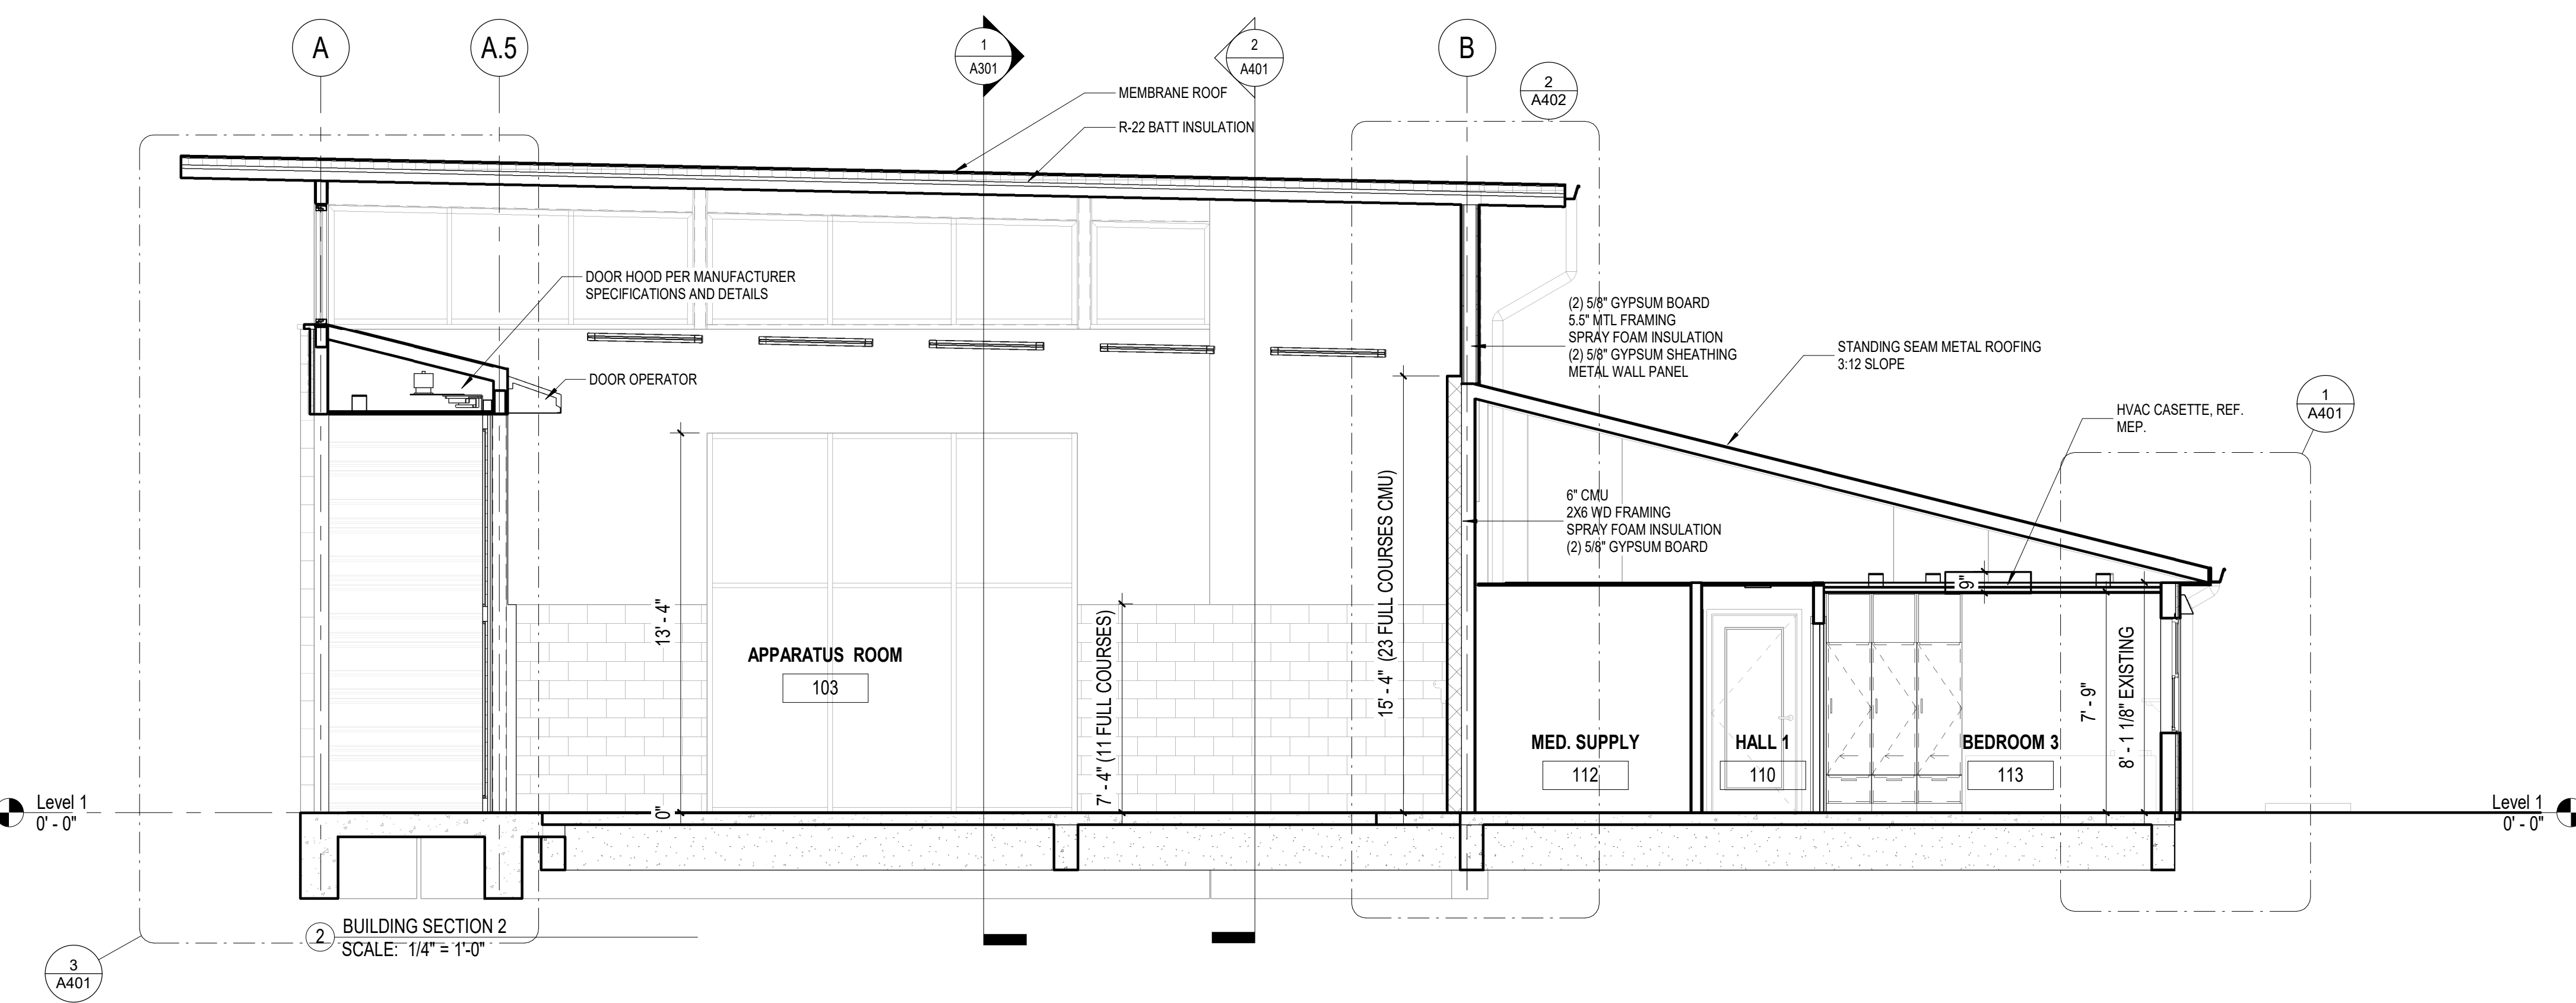 A
A.5
1
A301
2
A401
B
2
A402
MEMBRANE ROOF
R-22 BATT INSULATION
DOOR HOOD PER MANUFACTURER
SPECIFICATIONS AND DETAILS
DOOR OPERATOR
(2) 5/8" GYPSUM BOARD
5.5" MTL FRAMING
SPRAY FOAM INSULATION
(2) 5/8" GYPSUM SHEATHING
METAL WALL PANEL
STANDING SEAM METAL ROOFING
3:12 SLOPE
1
A401
HVAC CASETTE, REF.
MEP.
6" CMU
2X6 WD FRAMING
SPRAY FOAM INSULATION
(2) 5/8" GYPSUM BOARD
9"
13' - 4"
0"
APPARATUS ROOM
103
7' - 4" (11 FULL COURSES)
15' - 4" (23 FULL COURSES CMU)
MED. SUPPLY
112
HALL 1
110
BEDROOM 3
113
7' - 9"
8' - 1 1/8" EXISTING
Level 1
0' - 0"
Level 1
0' - 0"
2
BUILDING SECTION 2
SCALE: 1/4" = 1'-0"
3
A401